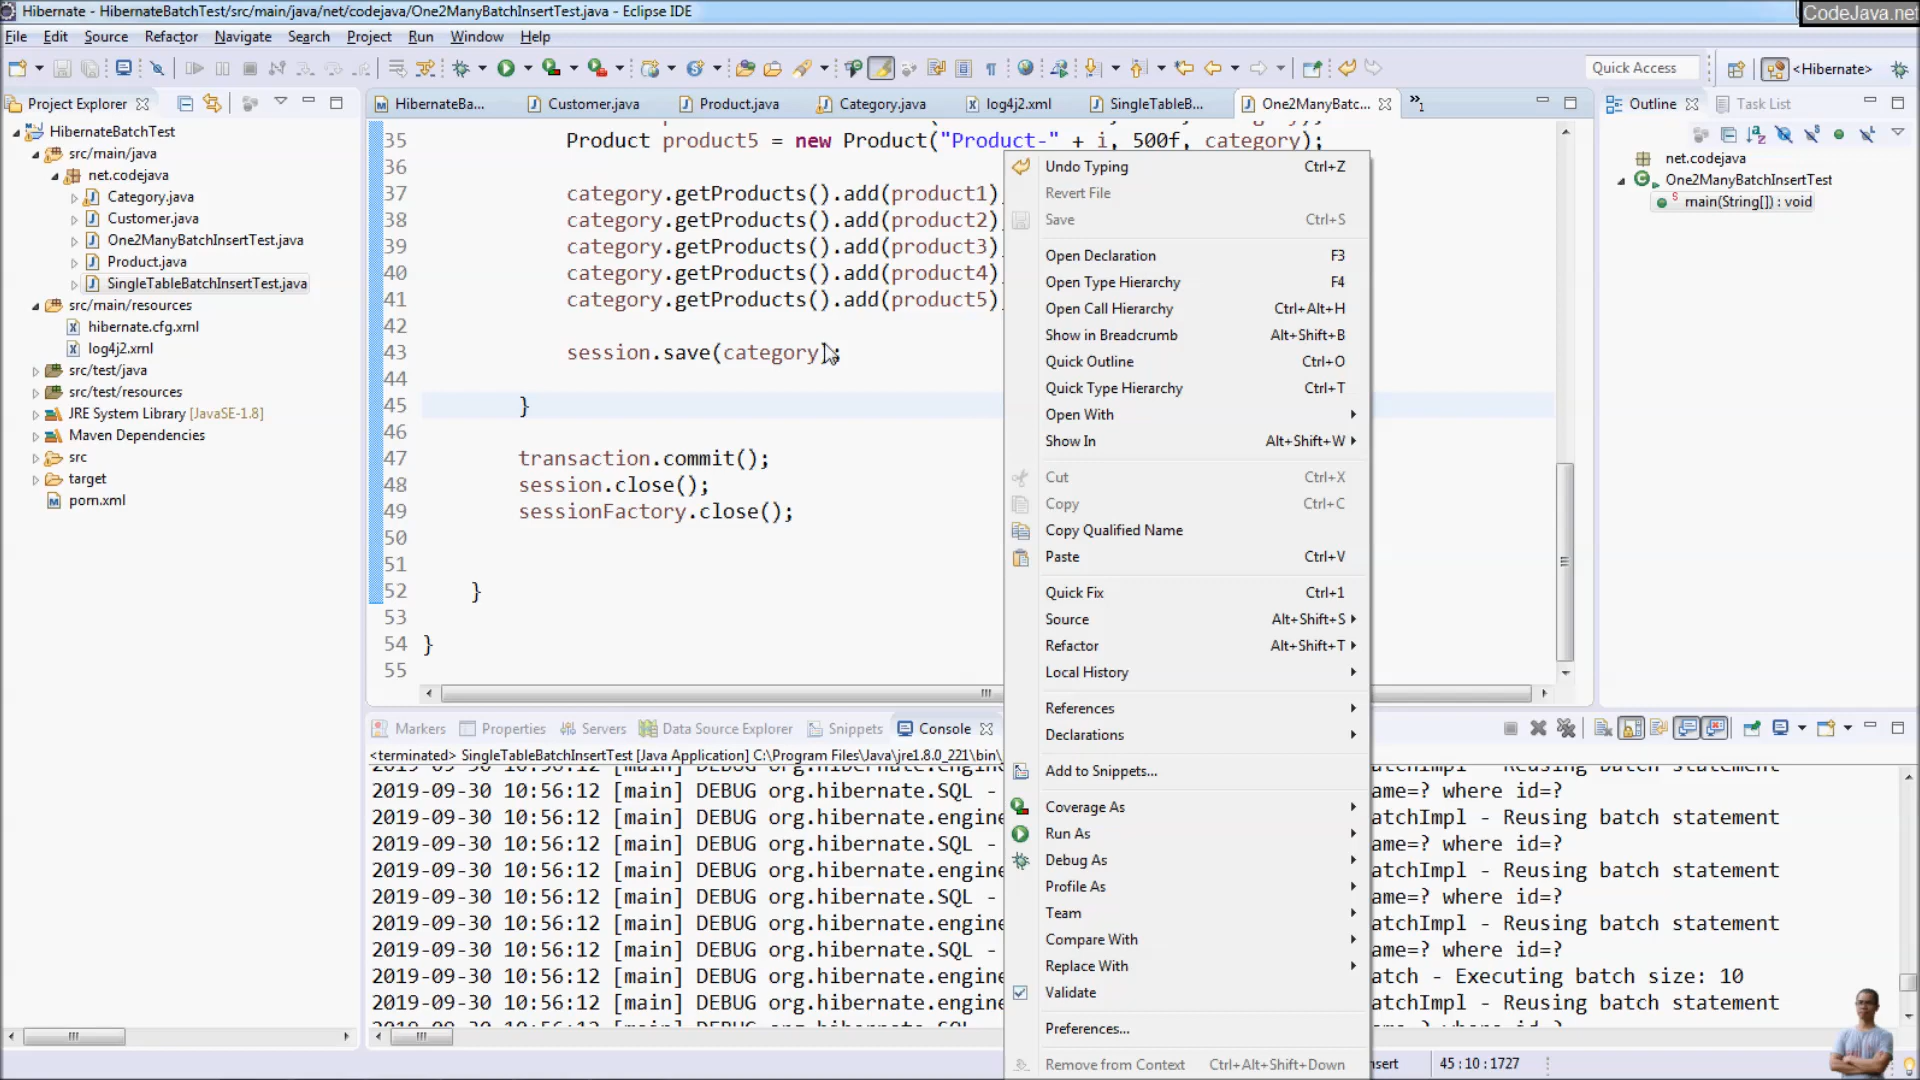 Hibernate - HibernateBatchTest/src/main/java/net/codejava/One2ManyBatchInsertTest.java - Eclipse IDE
CodeJava.net
File Edit Source Refactor Navigate Search Project Run Window Help
Quick Access
<Hibernate>
Project Explorer
HibernateBatchTest
src/main/java
net.codejava
Category.java
Customer.java
One2ManyBatchInsertTest.java
Product.java
SingleTableBatchInsertTest.java
src/main/resources
hibernate.cfg.xml
log4j2.xml
src/test/java
src/test/resources
JRE System Library [JavaSE-1.8]
Maven Dependencies
src
target
pom.xml
HibernateBa... Customer.java Product.java Category.java log4j2.xml SingleTableB... One2ManyBatc... »1
35 Product product5 = new Product("Product-" + i, 500f, category);
36
37 category.getProducts().add(product1)
38 category.getProducts().add(product2)
39 category.getProducts().add(product3)
40 category.getProducts().add(product4)
41 category.getProducts().add(product5)
42
43 session.save(category);
44
45 }
46
47 transaction.commit();
48 session.close();
49 sessionFactory.close();
50
51
52 }
53
54 }
55
Undo Typing Ctrl+Z
Revert File
Save Ctrl+S
Open Declaration F3
Open Type Hierarchy F4
Open Call Hierarchy Ctrl+Alt+H
Show in Breadcrumb Alt+Shift+B
Quick Outline Ctrl+O
Quick Type Hierarchy Ctrl+T
Open With
Show In Alt+Shift+W
Cut Ctrl+X
Copy Ctrl+C
Copy Qualified Name
Paste Ctrl+V
Quick Fix Ctrl+1
Source Alt+Shift+S
Refactor Alt+Shift+T
Local History
References
Declarations
Add to Snippets...
Coverage As
Run As
Debug As
Profile As
Team
Compare With
Replace With
Validate
Preferences...
Remove from Context Ctrl+Alt+Shift+Down
Outline Task List
net.codejava
One2ManyBatchInsertTest
main(String[]) : void
Markers Properties Servers Data Source Explorer Snippets Console
<terminated> SingleTableBatchInsertTest [Java Application] C:\Program Files\Java\jre1.8.0_221\bin\
2019-09-30 10:56:12 [main] DEBUG org.hibernate.engine atchImpl - Reusing batch statement
2019-09-30 10:56:12 [main] DEBUG org.hibernate.SQL - ame=? where id=?
2019-09-30 10:56:12 [main] DEBUG org.hibernate.engine atchImpl - Reusing batch statement
2019-09-30 10:56:12 [main] DEBUG org.hibernate.SQL - ame=? where id=?
2019-09-30 10:56:12 [main] DEBUG org.hibernate.engine atchImpl - Reusing batch statement
2019-09-30 10:56:12 [main] DEBUG org.hibernate.SQL - ame=? where id=?
2019-09-30 10:56:12 [main] DEBUG org.hibernate.engine atchImpl - Reusing batch statement
2019-09-30 10:56:12 [main] DEBUG org.hibernate.SQL - ame=? where id=?
2019-09-30 10:56:12 [main] DEBUG org.hibernate.engine atch - Executing batch size: 10
2019-09-30 10:56:12 [main] DEBUG org.hibernate.engine atchImpl - Reusing batch statement
nsert 45 : 10 : 1727